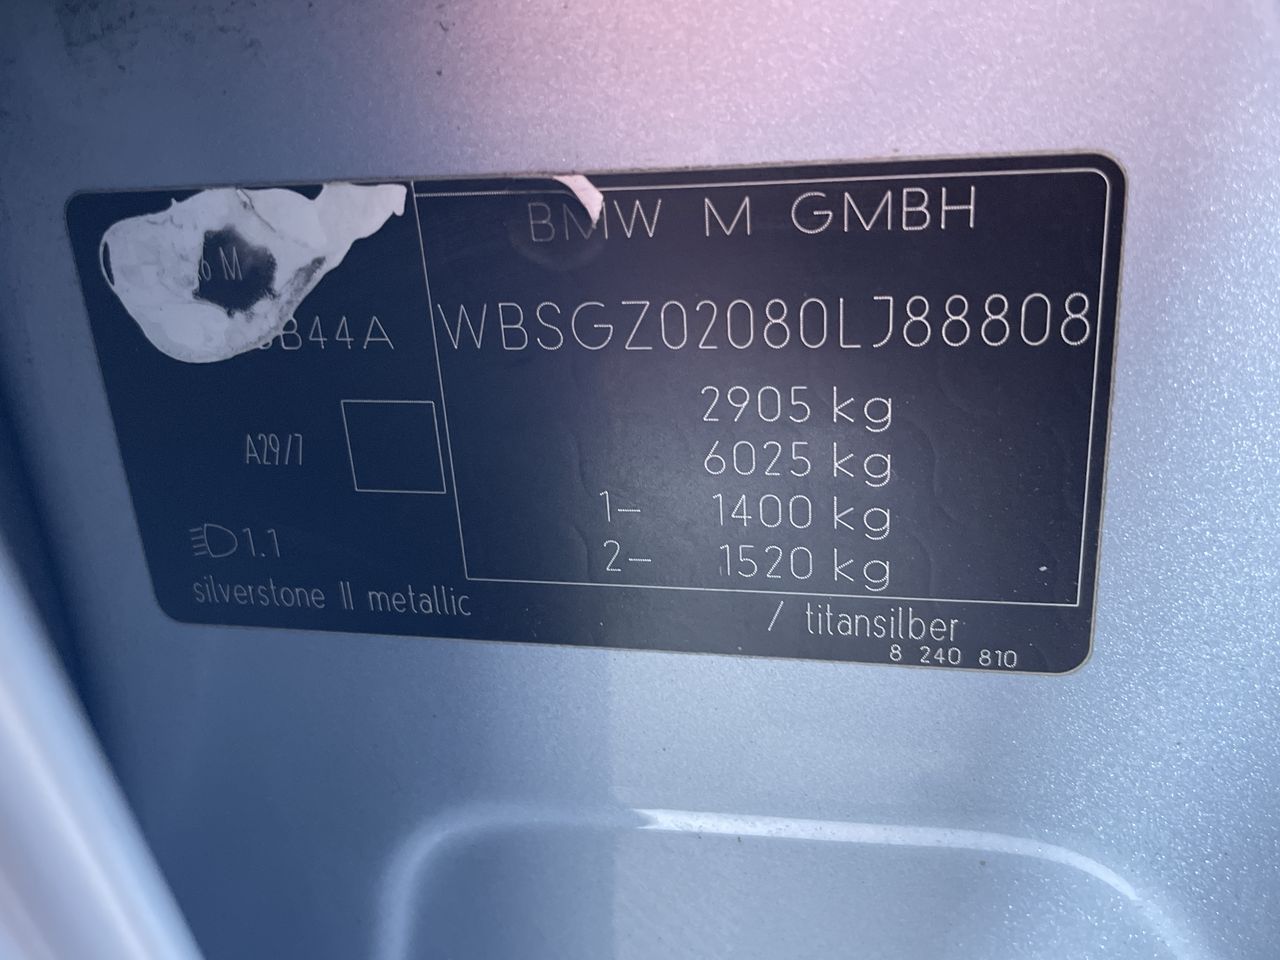 BMW M GMBH
6 M
B44A
WBSGZ02080LJ88808
2905 kg
6025 kg
A29/7
1- 1400 kg
1.1
2- 1520 kg
silverstone II metallic / titansilber
8 240 810